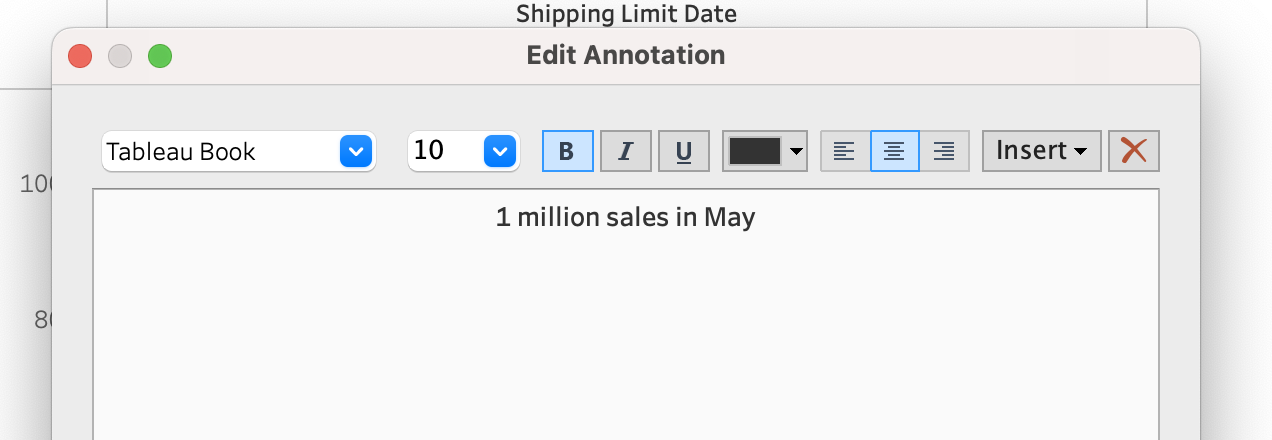 Shipping Limit Date
Edit Annotation
Tableau Book 10 B I U Insert
1 million sales in May